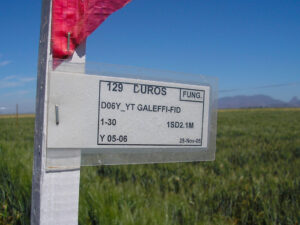 129 CUROS FUNG.
D06Y_YT GALEFFI-FID
1-30 1SD2.1M
Y 05-06 25-Nov-05